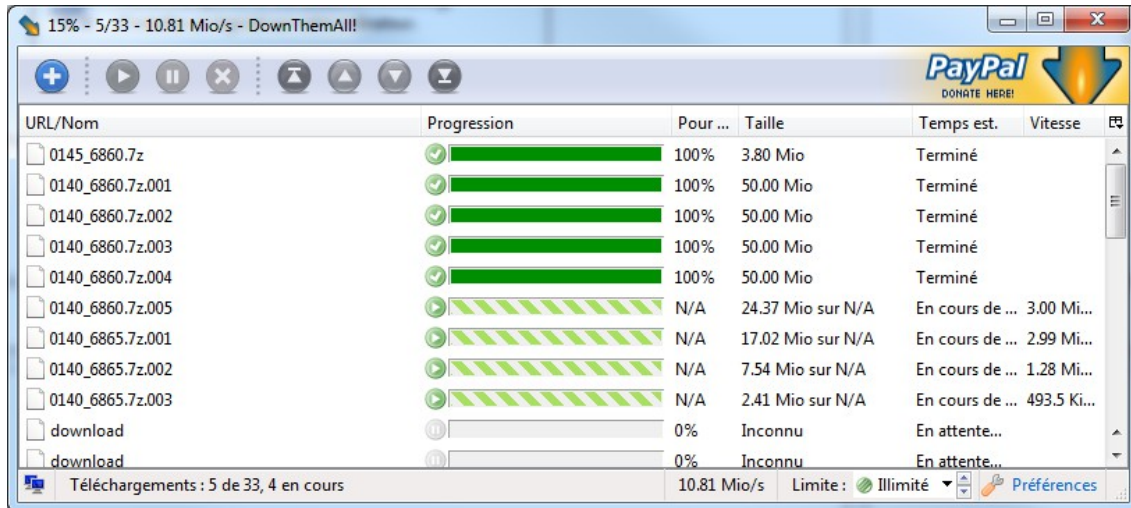 15% - 5/33 - 10.81 Mio/s - DownThemAll!
PayPal
DONATE HERE!
URL/Nom Progression Pour ... Taille Temps est. Vitesse
0145_6860.7z 100% 3.80 Mio Terminé
0140_6860.7z.001 100% 50.00 Mio Terminé
0140_6860.7z.002 100% 50.00 Mio Terminé
0140_6860.7z.003 100% 50.00 Mio Terminé
0140_6860.7z.004 100% 50.00 Mio Terminé
0140_6860.7z.005 N/A 24.37 Mio sur N/A En cours de ... 3.00 Mi...
0140_6865.7z.001 N/A 17.02 Mio sur N/A En cours de ... 2.99 Mi...
0140_6865.7z.002 N/A 7.54 Mio sur N/A En cours de ... 1.28 Mi...
0140_6865.7z.003 N/A 2.41 Mio sur N/A En cours de ... 493.5 Ki...
download 0% Inconnu En attente...
download 0% Inconnu En attente...
Téléchargements : 5 de 33, 4 en cours 10.81 Mio/s Limite : Illimité Préférences